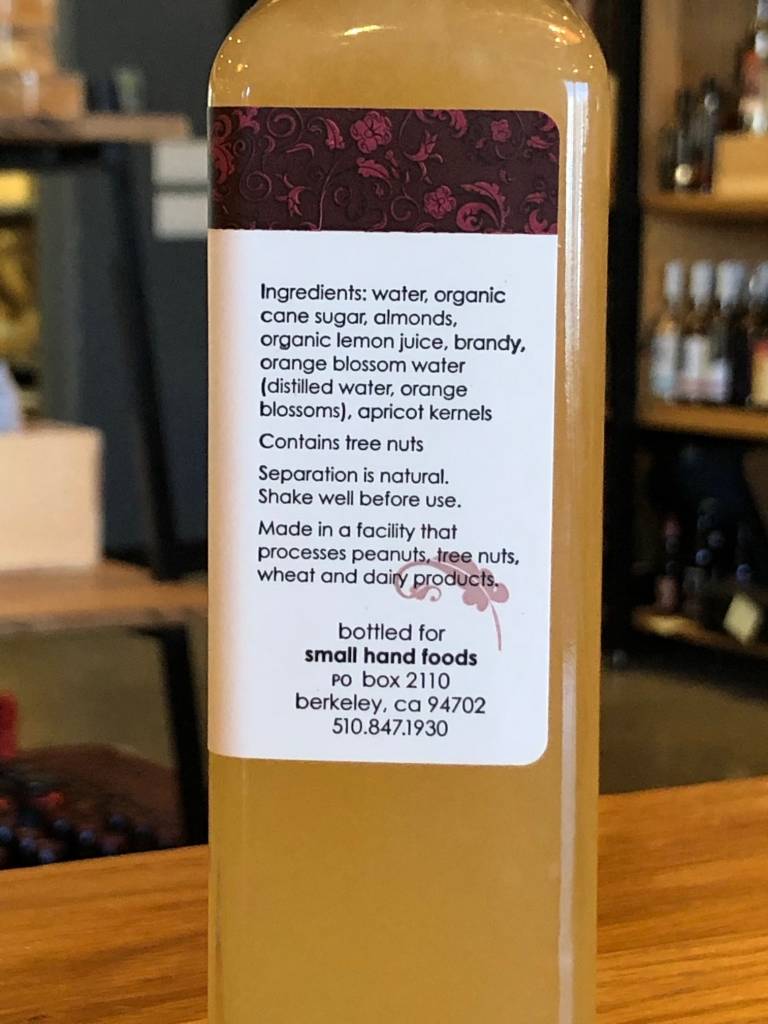 Ingredients: water, organic
cane sugar, almonds,
organic lemon juice, brandy,
orange blossom water
(distilled water, orange
blossoms), apricot kernels
Contains tree nuts
Separation is natural.
Shake well before use.
Made in a facility that
processes peanuts, tree nuts,
wheat and dairy products.
bottled for
small hand foods
PO box 2110
berkeley, ca 94702
510.847.1930